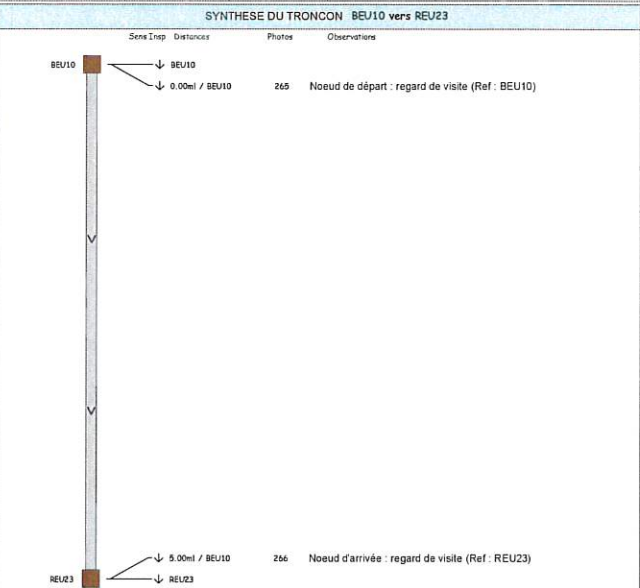 SYNTHESE DU TRONCON BEU10 vers REU23
Sens Insp Distances Photos Observations
BEU10 BEU10
0.00ml / BEU10 265 Noeud de départ : regard de visite (Ref : BEU10)
5.00ml / BEU10 266 Noeud d'arrivée : regard de visite (Ref : REU23)
REU23 REU23